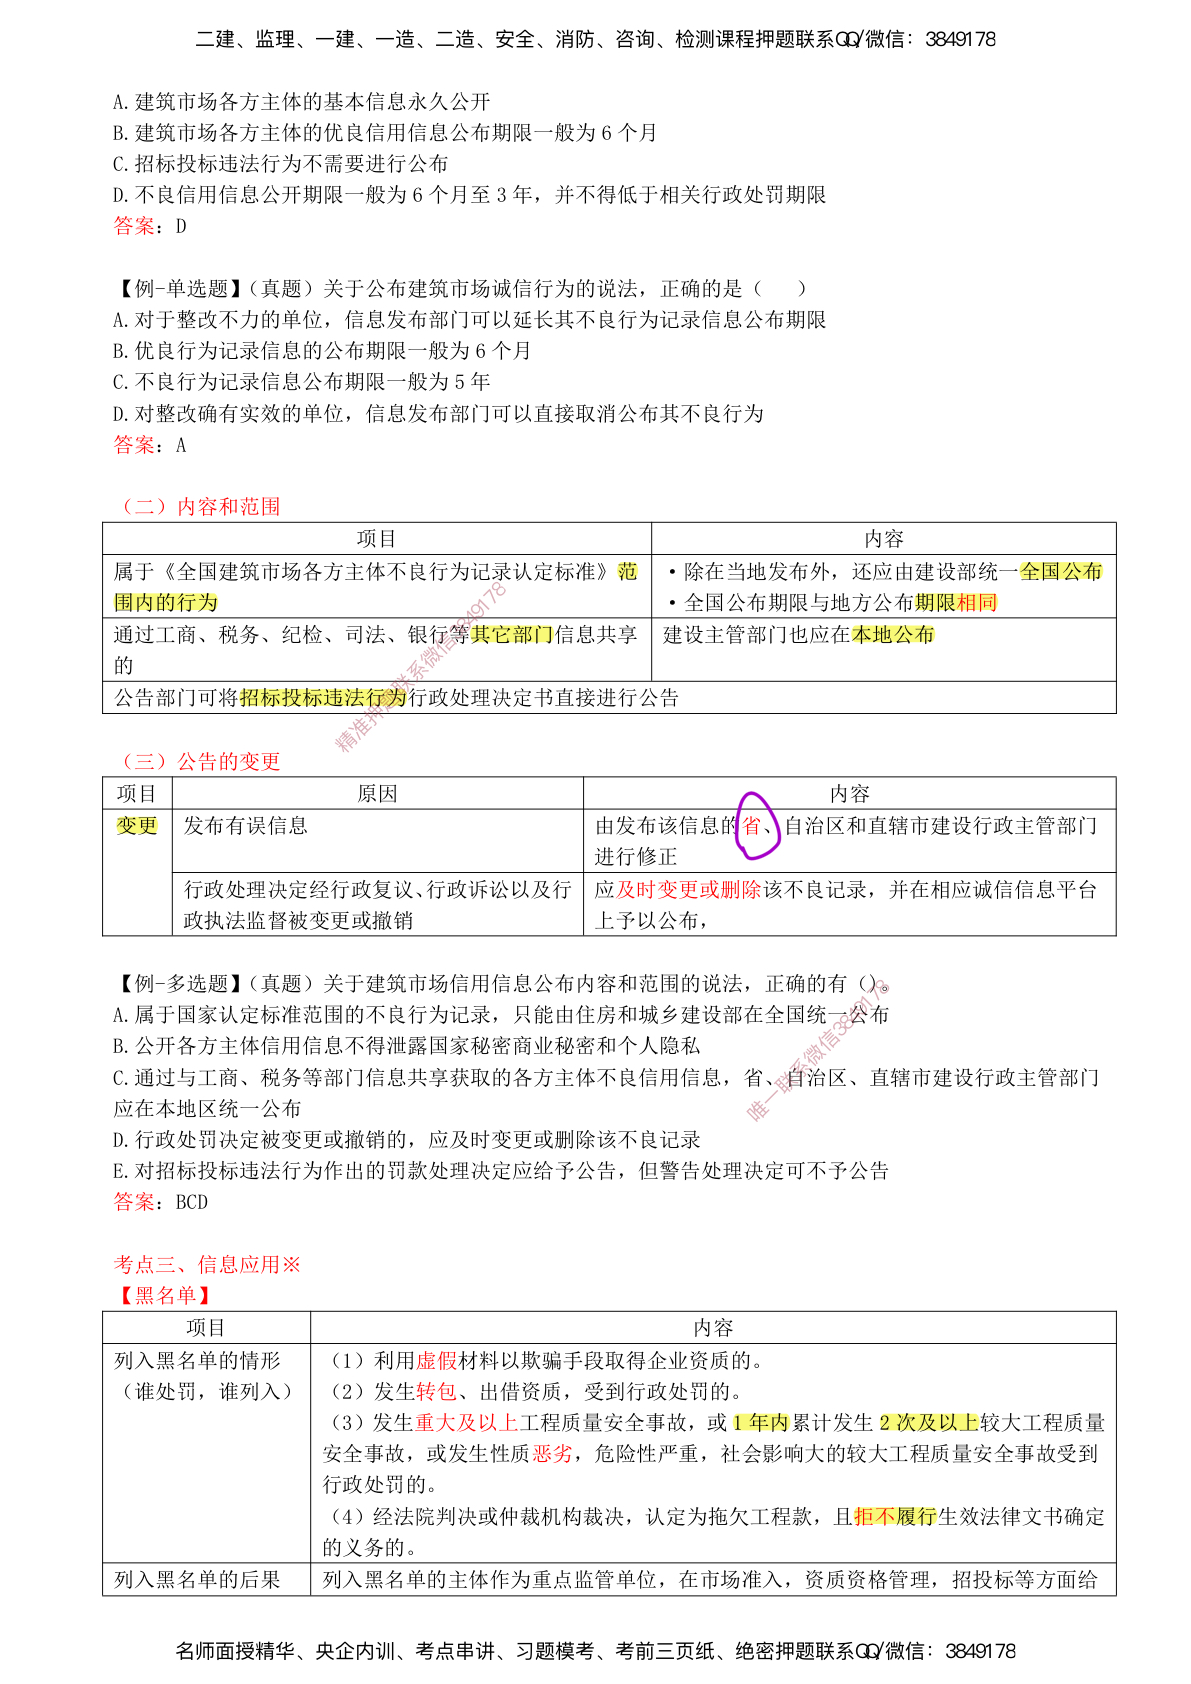 二建、监理、一建、一造、二造、安全、消防、咨询、检测课程押题联系QQ/微信：3849178
A.建筑市场各方主体的基本信息永久公开
B.建筑市场各方主体的优良信用信息公布期限一般为 6 个月
C.招标投标违法行为不需要进行公布
D.不良信用信息公开期限一般为 6 个月至 3 年，并不得低于相关行政处罚期限
答案：D
【例-单选题】（真题）关于公布建筑市场诚信行为的说法，正确的是（  ）
A.对于整改不力的单位，信息发布部门可以延长其不良行为记录信息公布期限
B.优良行为记录信息的公布期限一般为 6 个月
C.不良行为记录信息公布期限一般为 5 年
D.对整改确有实效的单位，信息发布部门可以直接取消公布其不良行为
答案：A
（二）内容和范围
项目 内容
属于《全国建筑市场各方主体不良行为记录认定标准》范
围内的行为
·除在当地发布外，还应由建设部统一全国公布
·全国公布期限与地方公布期限相同
通过工商、税务、纪检、司法、银行等其它部门信息共享
的
建设主管部门也应在本地公布
公告部门可将招标投标违法行为行政处理决定书直接进行公告
精准押题联系微信3849178
（三）公告的变更
项目 原因 内容
变更 发布有误信息 由发布该信息的省、自治区和直辖市建设行政主管部门
进行修正
行政处理决定经行政复议、行政诉讼以及行
政执法监督被变更或撤销
应及时变更或删除该不良记录，并在相应诚信信息平台
上予以公布，
【例-多选题】（真题）关于建筑市场信用信息公布内容和范围的说法，正确的有（）。
A.属于国家认定标准范围的不良行为记录，只能由住房和城乡建设部在全国统一公布
B.公开各方主体信用信息不得泄露国家秘密商业秘密和个人隐私
C.通过与工商、税务等部门信息共享获取的各方主体不良信用信息，省、自治区、直辖市建设行政主管部门
应在本地区统一公布
D.行政处罚决定被变更或撤销的，应及时变更或删除该不良记录
E.对招标投标违法行为作出的罚款处理决定应给予公告，但警告处理决定可不予公告
答案：BCD
唯一联系微信3849178
考点三、信息应用※
【黑名单】
项目 内容
列入黑名单的情形
（谁处罚，谁列入）
（1）利用虚假材料以欺骗手段取得企业资质的。
（2）发生转包、出借资质，受到行政处罚的。
（3）发生重大及以上工程质量安全事故，或 1 年内累计发生 2 次及以上较大工程质量
安全事故，或发生性质恶劣，危险性严重，社会影响大的较大工程质量安全事故受到
行政处罚的。
（4）经法院判决或仲裁机构裁决，认定为拖欠工程款，且拒不履行生效法律文书确定
的义务的。
列入黑名单的后果 列入黑名单的主体作为重点监管单位，在市场准入，资质资格管理，招投标等方面给
名师面授精华、央企内训、考点串讲、习题模考、考前三页纸、绝密押题联系QQ/微信：3849178